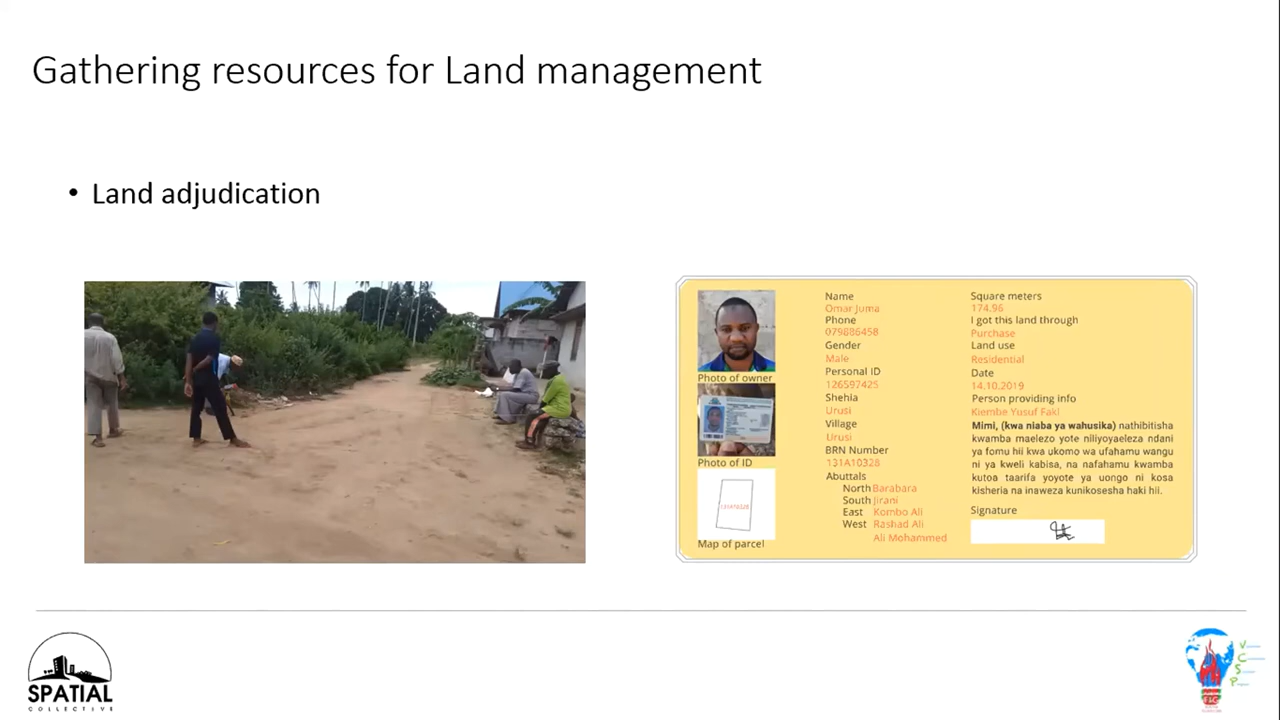 Gathering resources for Land management
• Land adjudication
Photo of owner
Photo of ID
131A10328
Map of parcel
Name
Omar Juma
Phone
079886458
Gender
Male
Personal ID
126597425
Shehia
Urusi
Village
Urusi
BRN Number
131A10328
Abuttals
North Barabara
South Jirani
East Kombo Ali
West Rashad Ali
Ali Mohammed
Square meters
174.96
I got this land through
Purchase
Land use
Residential
Date
14.10.2019
Person providing info
Kiembe Yusuf Faki
Mimi, (kwa niaba ya wahusika) nathibitisha
kwamba maelezo yote niliyoyaeleza ndani
ya fomu hii kwa ukomo wa ufahamu wangu
ni ya kweli kabisa, na nafahamu kwamba
kutoa taarifa yoyote ya uongo ni kosa
kisheria na inaweza kunikosesha haki hii.
Signature
SPATIAL
COLLECTIVE
V
C
S
P
FIG